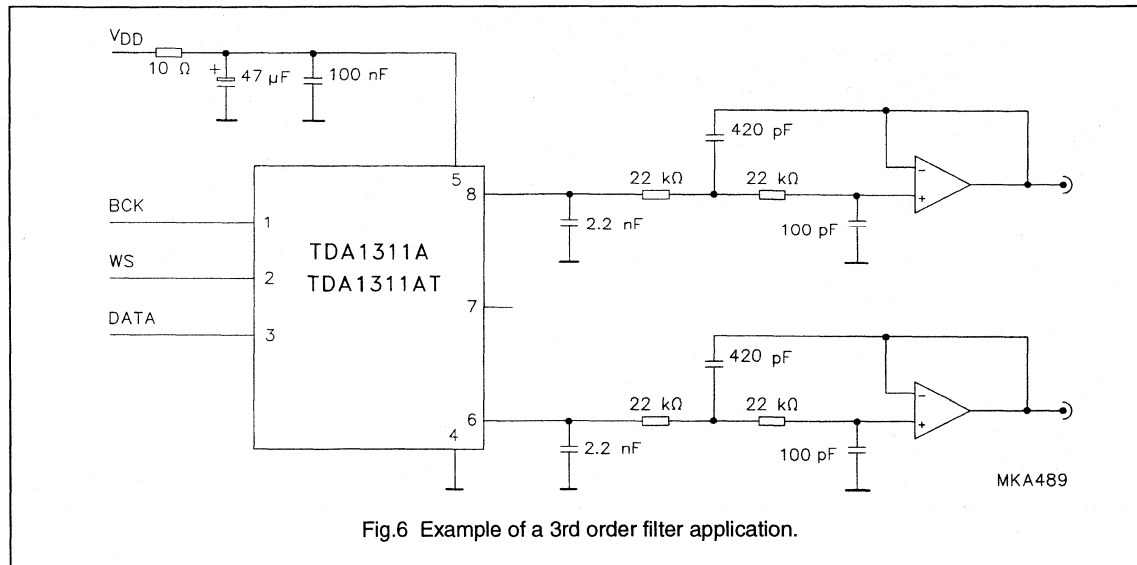 VDD
10 Ω
+
47 µF
100 nF
420 pF
5
8
22 kΩ
22 kΩ
−
+
BCK
1
2.2 nF
100 pF
TDA1311A
WS
2
TDA1311AT
7
DATA
3
420 pF
22 kΩ
22 kΩ
−
+
6
4
2.2 nF
100 pF
MKA489
Fig.6 Example of a 3rd order filter application.